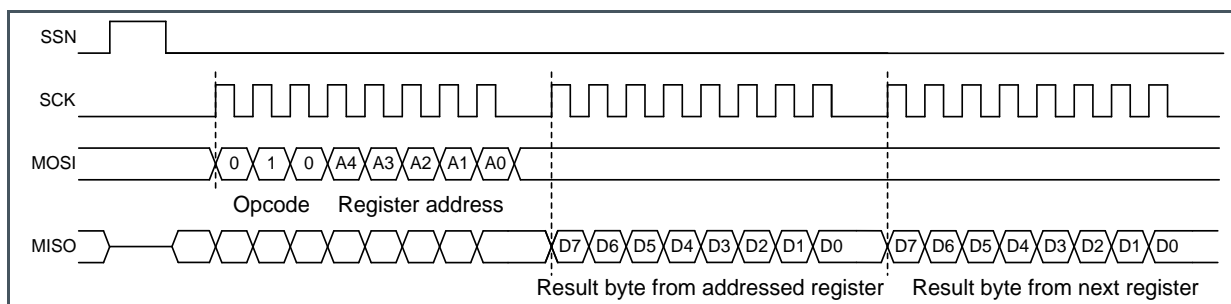 SSN
SCK
MOSI 0 1 0 A4 A3 A2 A1 A0
Opcode Register address
MISO D7 D6 D5 D4 D3 D2 D1 D0 D7 D6 D5 D4 D3 D2 D1 D0
Result byte from addressed register Result byte from next register